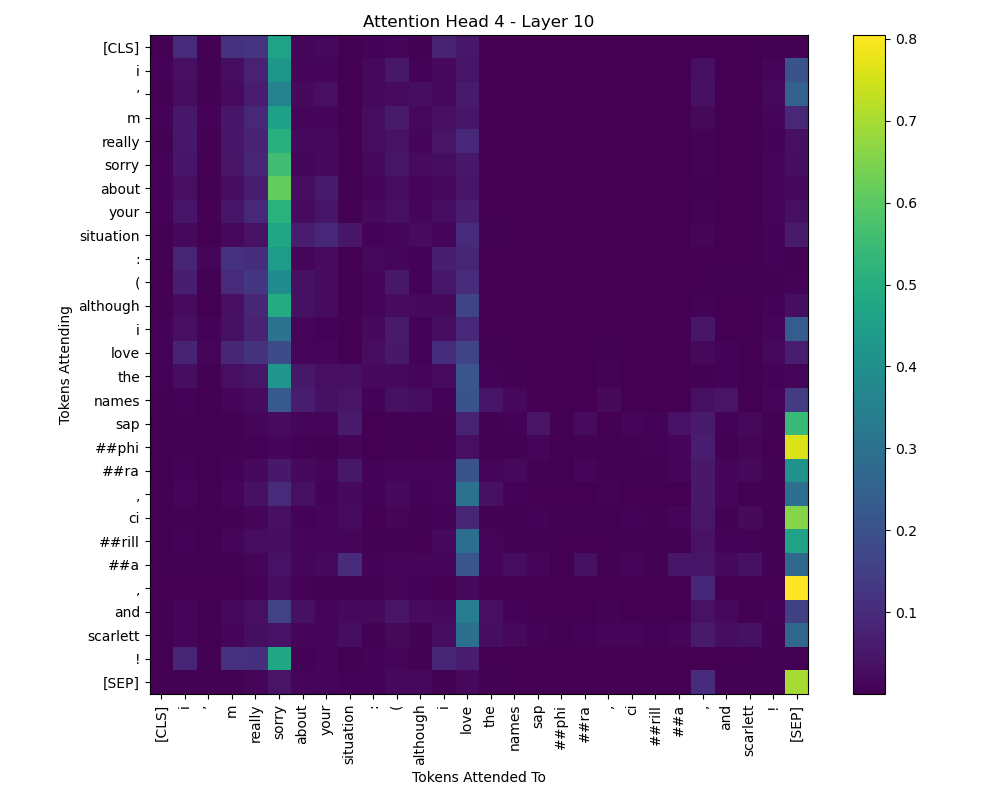 Attention Head 4 - Layer 10
Tokens Attending
[CLS]
i
’
m
really
sorry
about
your
situation
:
(
although
i
love
the
names
sap
##phi
##ra
,
ci
##rill
##a
,
and
scarlett
!
[SEP]
[CLS]
i
’
m
really
sorry
about
your
situation
:
(
although
i
love
the
names
sap
##phi
##ra
,
ci
##rill
##a
,
and
scarlett
!
[SEP]
Tokens Attended To
0.8
0.7
0.6
0.5
0.4
0.3
0.2
0.1